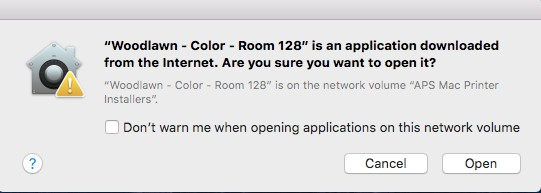 “Woodlawn - Color - Room 128” is an application downloaded
from the Internet. Are you sure you want to open it?
“Woodlawn - Color - Room 128” is on the network volume “APS Mac Printer
Installers”.
Don’t warn me when opening applications on this network volume
? Cancel Open